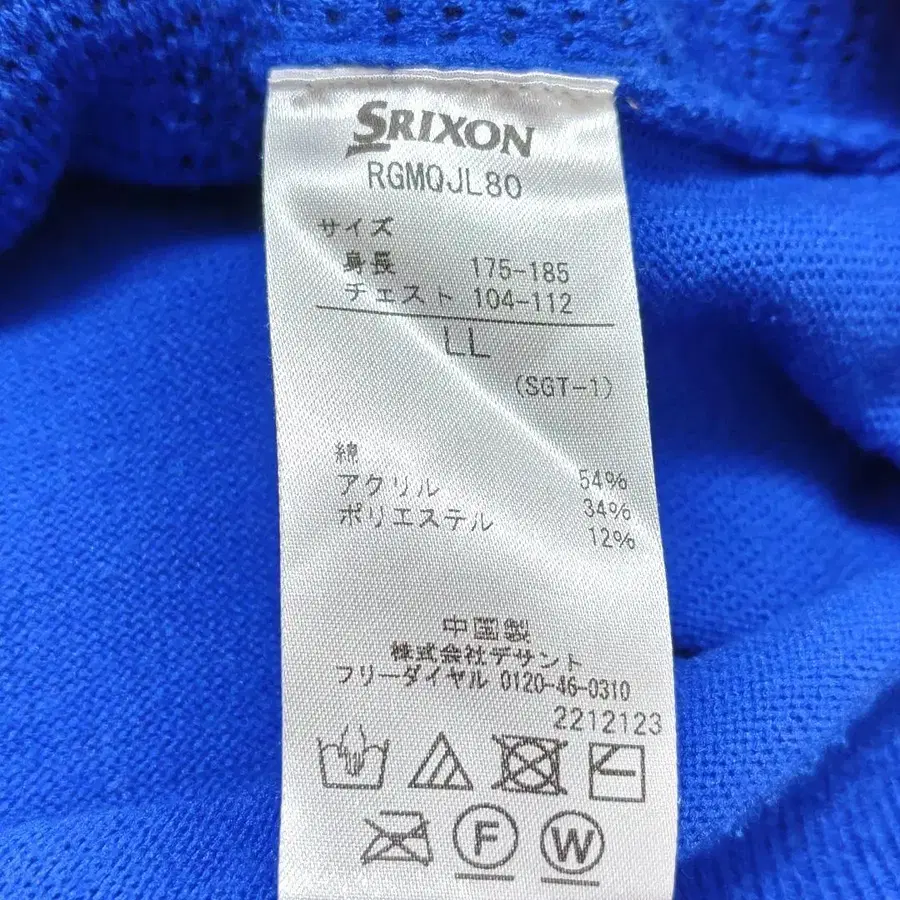 SRIXON
RGMQJL80
サイズ
身長 175-185
チェスト 104-112
LL
(SGT-1)
綿 54%
アクリル 34%
ポリエステル 12%
中国製
株式会社デサント
フリーダイヤル 0120-46-0310
2212123
F W